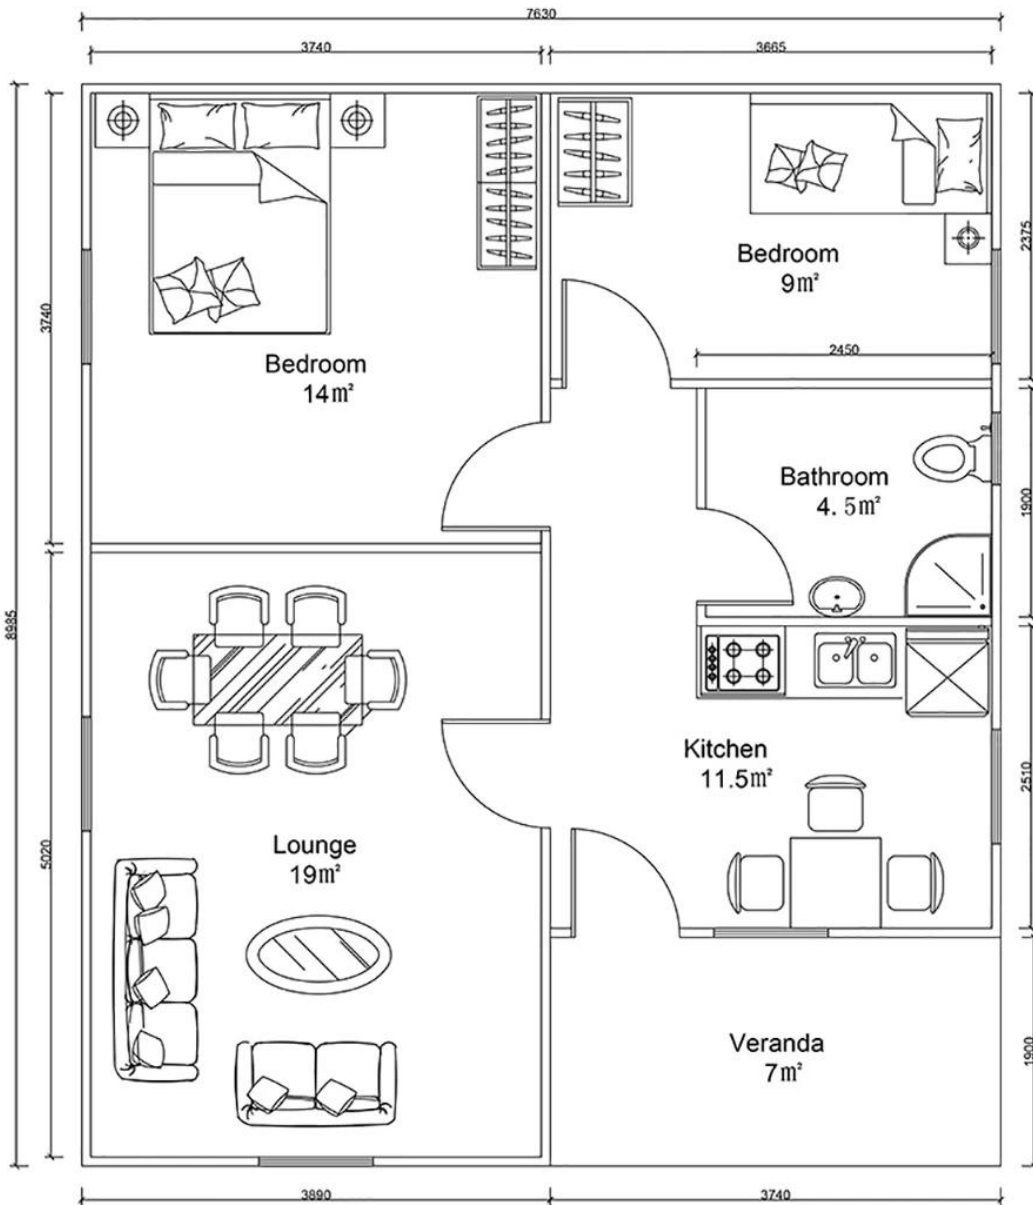 7630
3740
3665
Bedroom
9m²
2375
2450
3740
Bedroom
14m²
Bathroom
4.5m²
1900
8985
Kitchen
11.5m²
2510
Lounge
19m²
5020
Veranda
7m²
1900
3890
3740